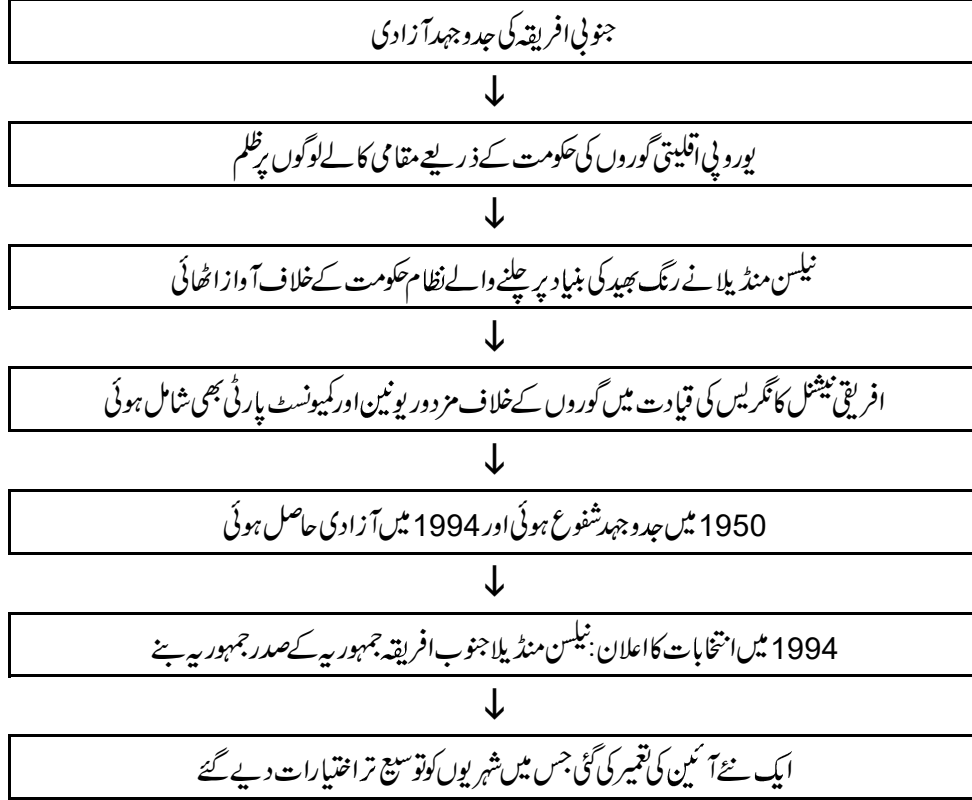 جنوبی افریقہ کی جدوجہد آزادی
↓
یوروپی اقلیتی گوروں کی حکومت کے ذریعے مقامی کالے لوگوں پر ظلم
↓
نیلسن منڈیلا نے رنگ بھید کی بنیاد پر چلنے والے نظام حکومت کے خلاف آواز اٹھائی
↓
افریقی نیشنل کانگریس کی قیادت میں گوروں کے خلاف مزدور یونین اور کمیونسٹ پارٹی بھی شامل ہوئی
↓
1950 میں جدوجہد شفوع ہوئی اور 1994 میں آزادی حاصل ہوئی
↓
1994 میں انتخابات کا اعلان: نیلسن منڈیلا جنوب افریقہ جمہوریہ کے صدر جمہوریہ بنے
↓
ایک نئے آئین کی تعمیر کی گئی جس میں شہریوں کو توسیع تر اختیارات دیے گئے